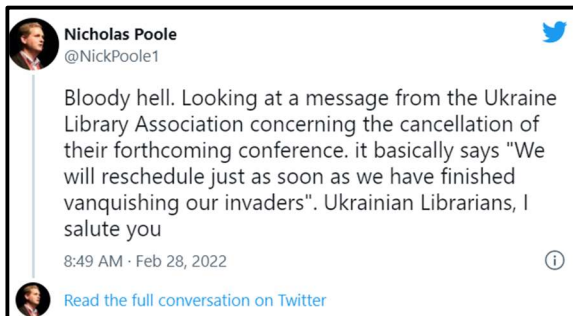 Nicholas Poole
@NickPoole1
Bloody hell. Looking at a message from the Ukraine
Library Association concerning the cancellation of
their forthcoming conference. it basically says "We
will reschedule just as soon as we have finished
vanquishing our invaders". Ukrainian Librarians, I
salute you
8:49 AM · Feb 28, 2022
Read the full conversation on Twitter